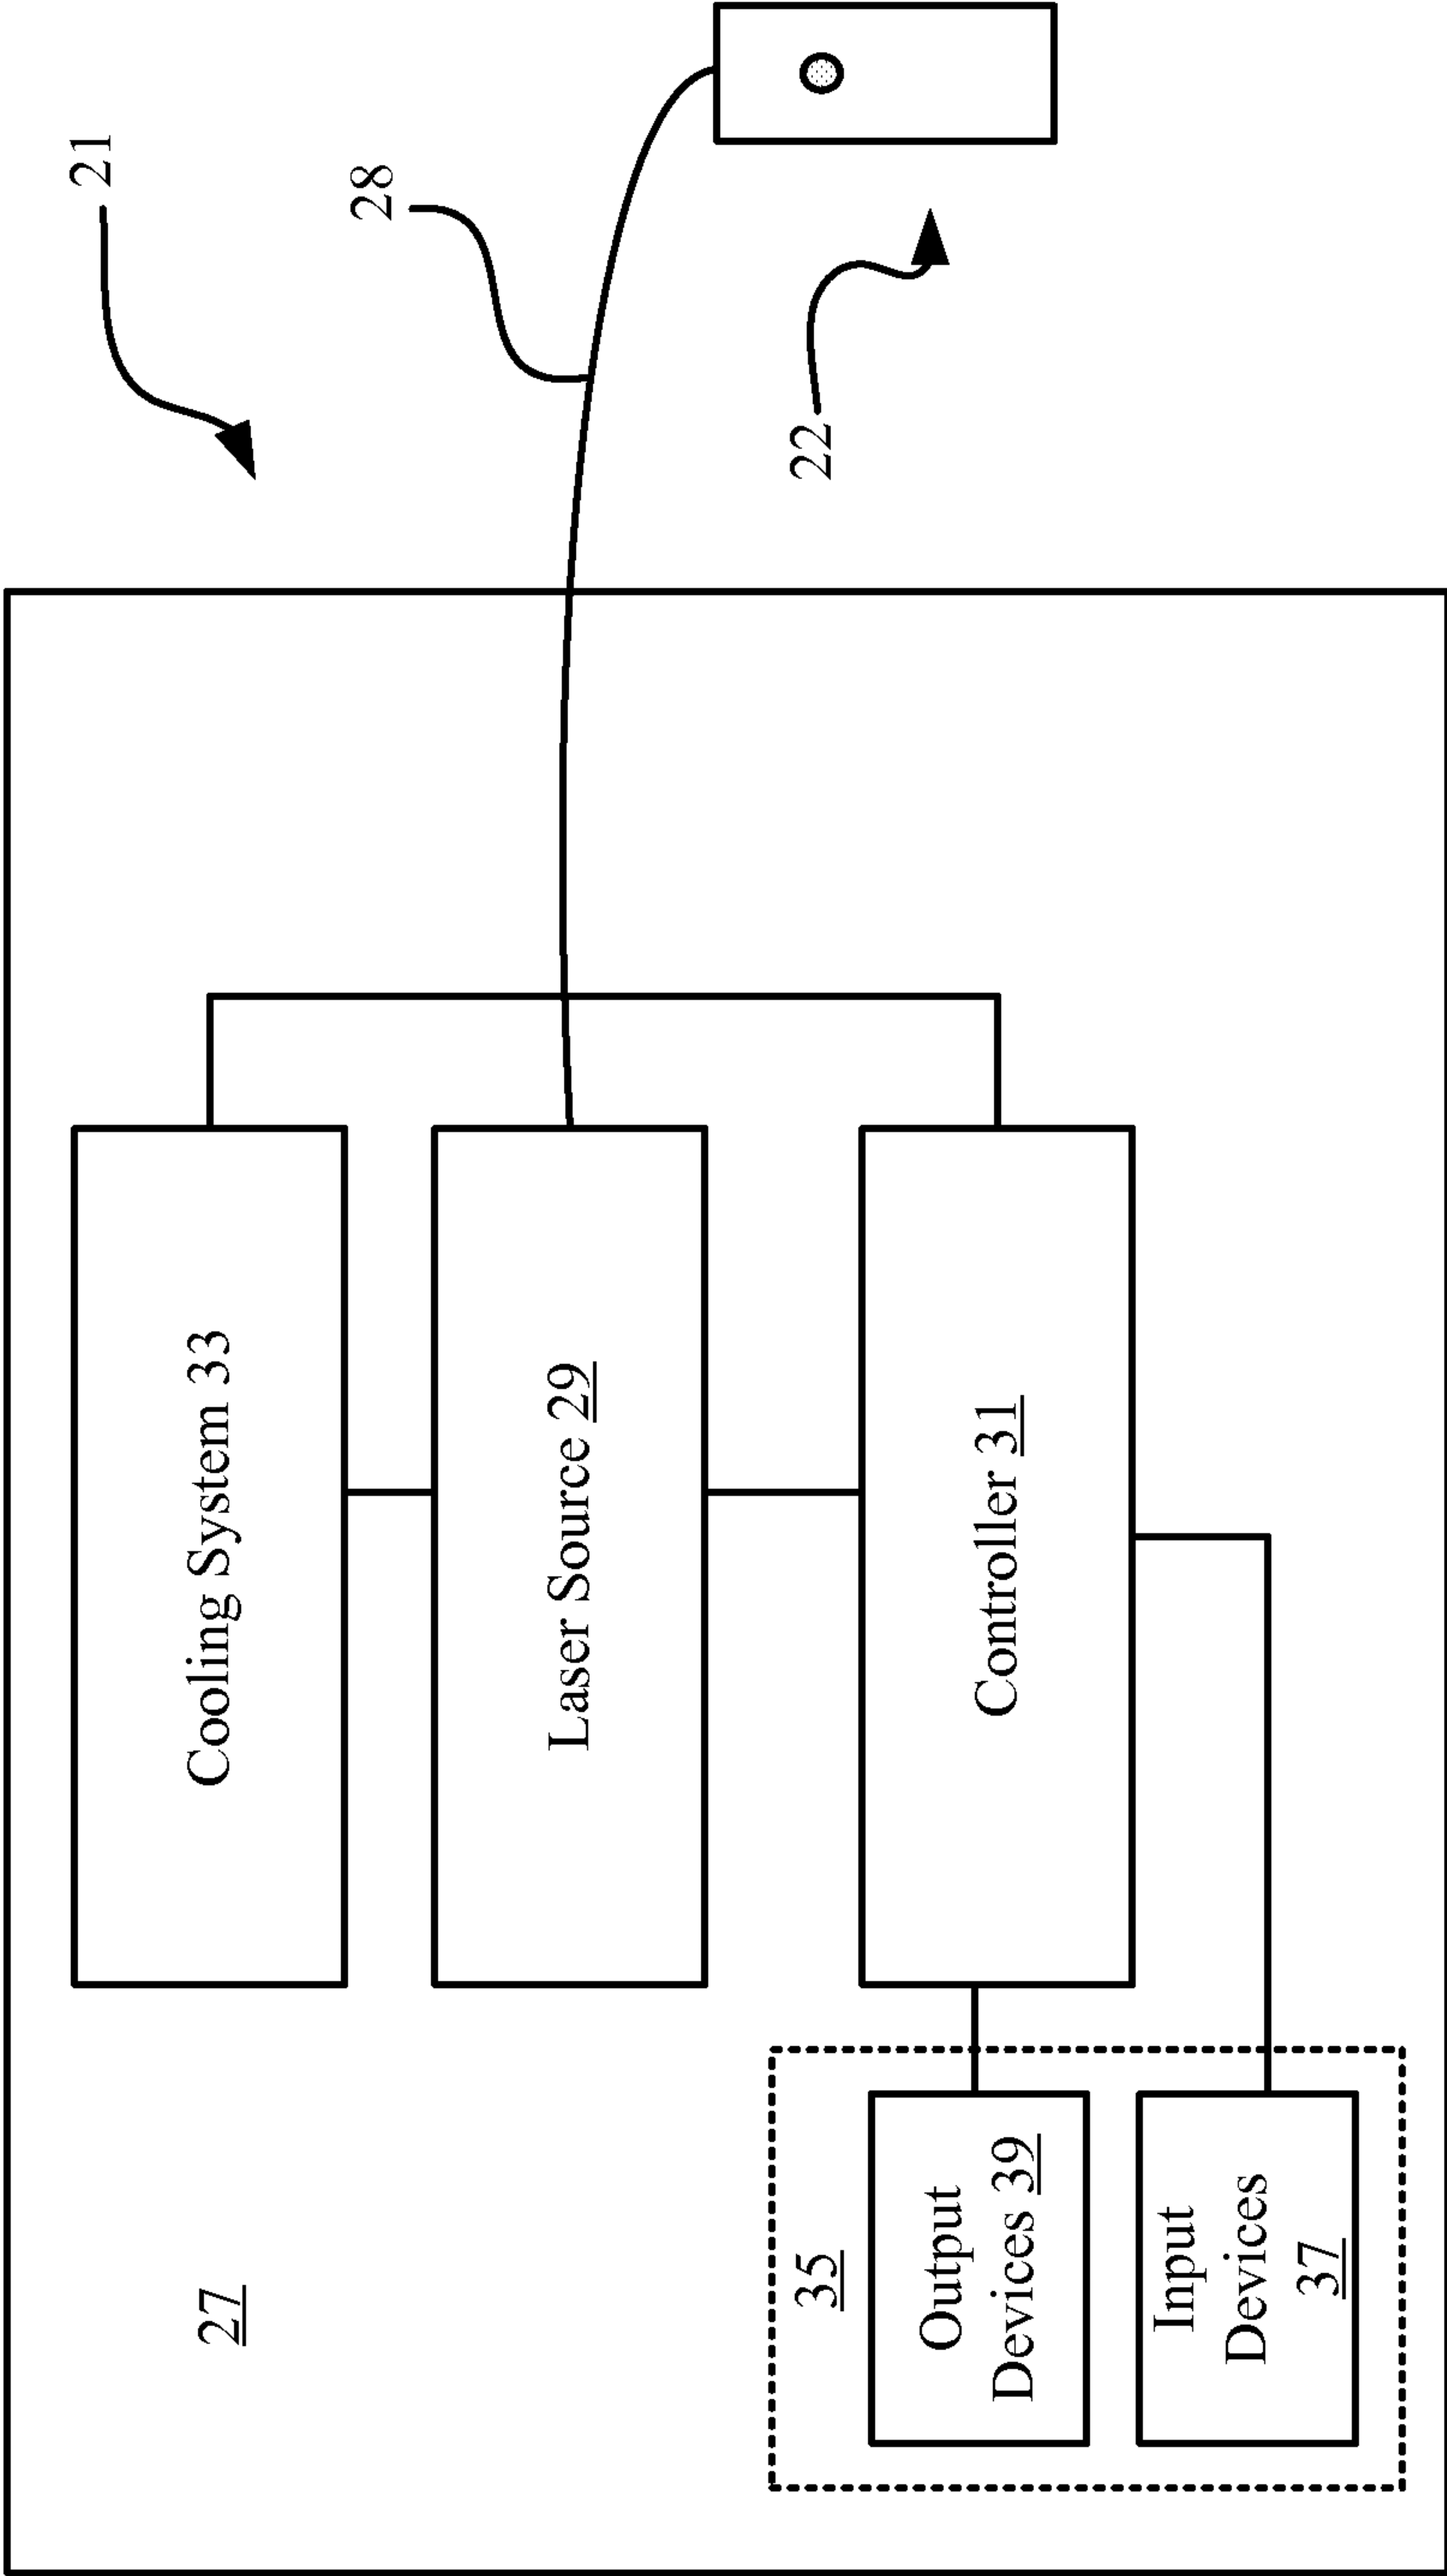 21
28
22
27
Cooling System 33
Laser Source 29
Controller 31
35
Output
Devices 39
Input
Devices
37